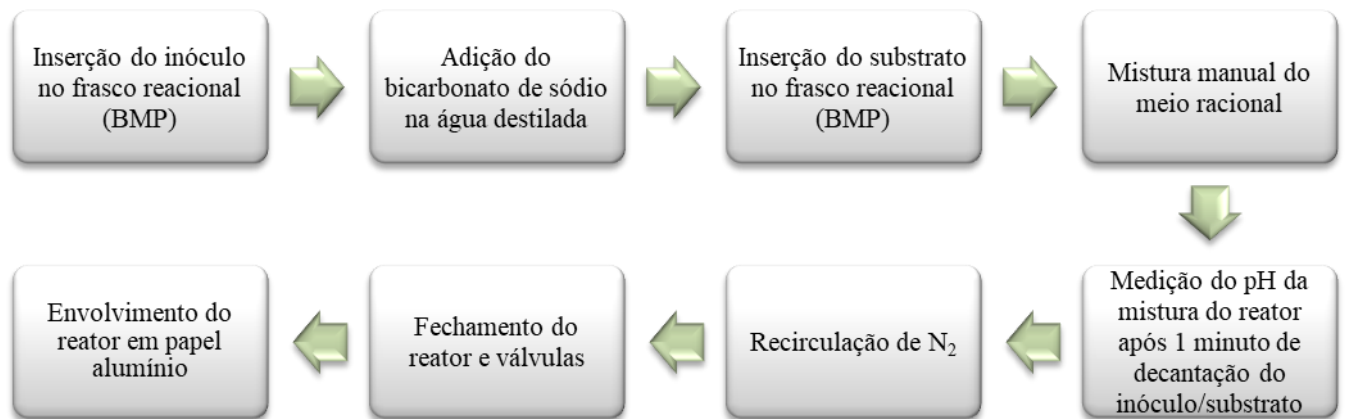 Inserção do inóculo
no frasco reacional
(BMP)
Adição do
bicarbonato de sódio
na água destilada
Inserção do substrato
no frasco reacional
(BMP)
Mistura manual do
meio racional
Medição do pH da
mistura do reator
após 1 minuto de
decantação do
inóculo/substrato
Recirculação de N₂
Fechamento do
reator e válvulas
Envolvimento do
reator em papel
alumínio